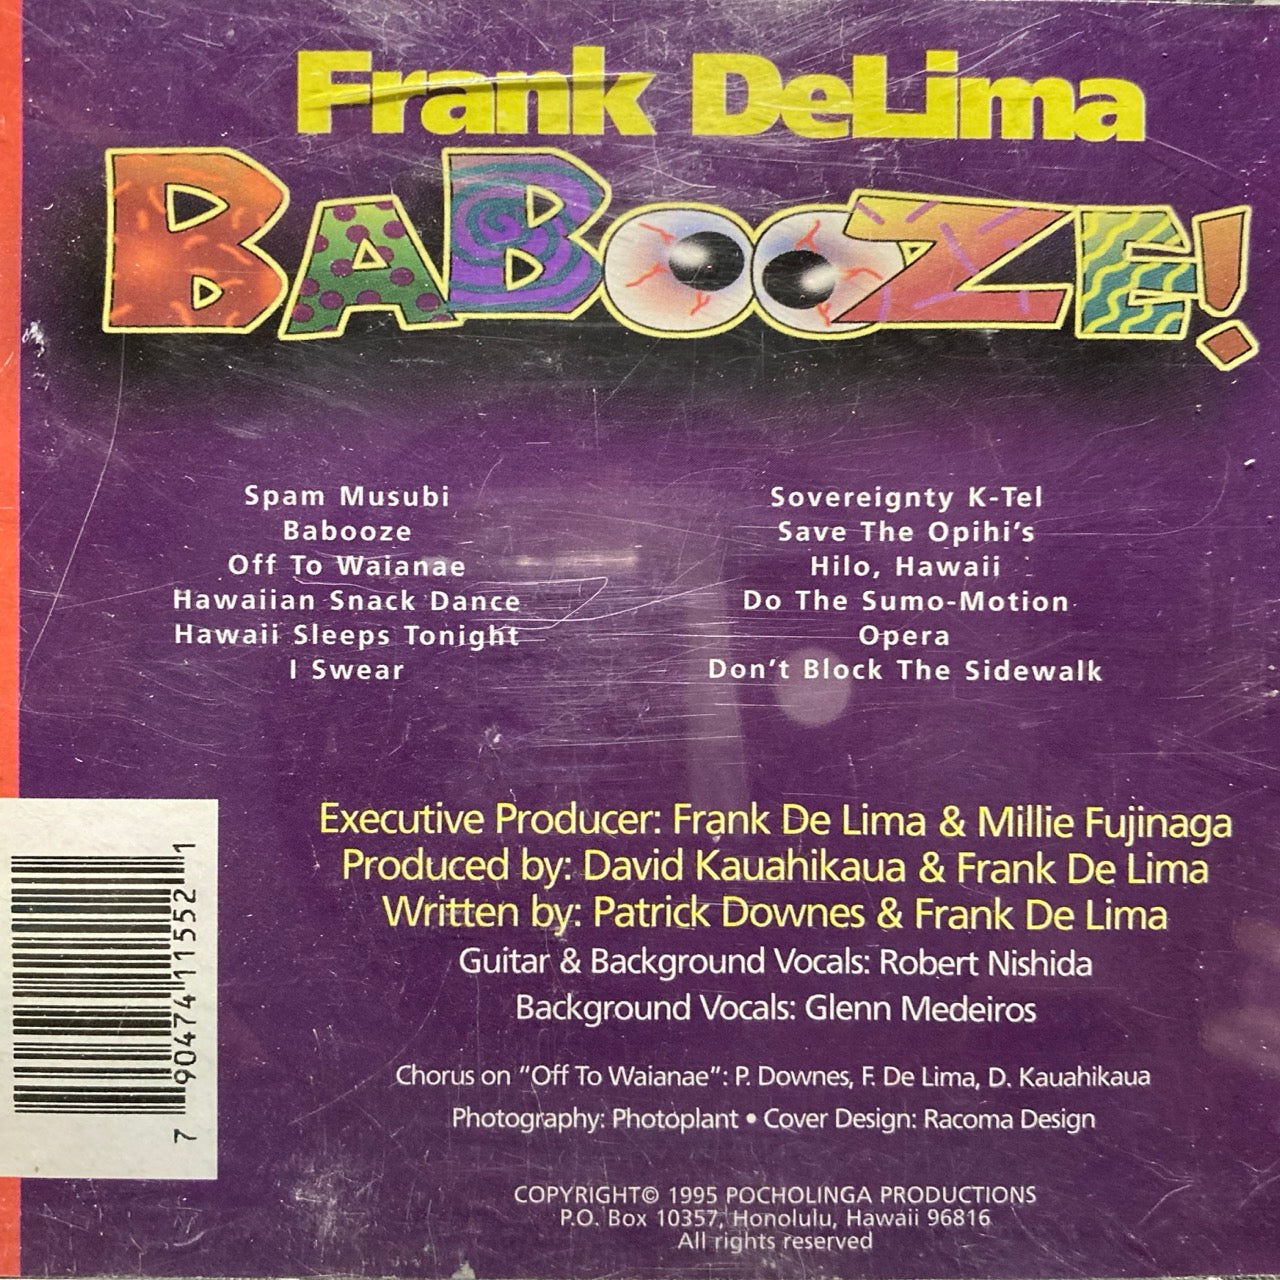 Frank DeLima
BABOOZE!
Spam Musubi
Babooze
Off To Waianae
Hawaiian Snack Dance
Hawaii Sleeps Tonight
I Swear
Sovereignty K-Tel
Save The Opihi's
Hilo, Hawaii
Do The Sumo-Motion
Opera
Don't Block The Sidewalk
Executive Producer: Frank De Lima & Millie Fujinaga
Produced by: David Kauahikaua & Frank De Lima
Written by: Patrick Downes & Frank De Lima
Guitar & Background Vocals: Robert Nishida
Background Vocals: Glenn Medeiros
Chorus on "Off To Waianae": P. Downes, F. De Lima, D. Kauahikaua
Photography: Photoplant • Cover Design: Racoma Design
COPYRIGHT© 1995 POCHOLINGA PRODUCTIONS
P.O. Box 10357, Honolulu, Hawaii 96816
All rights reserved
7 90474 11552 1